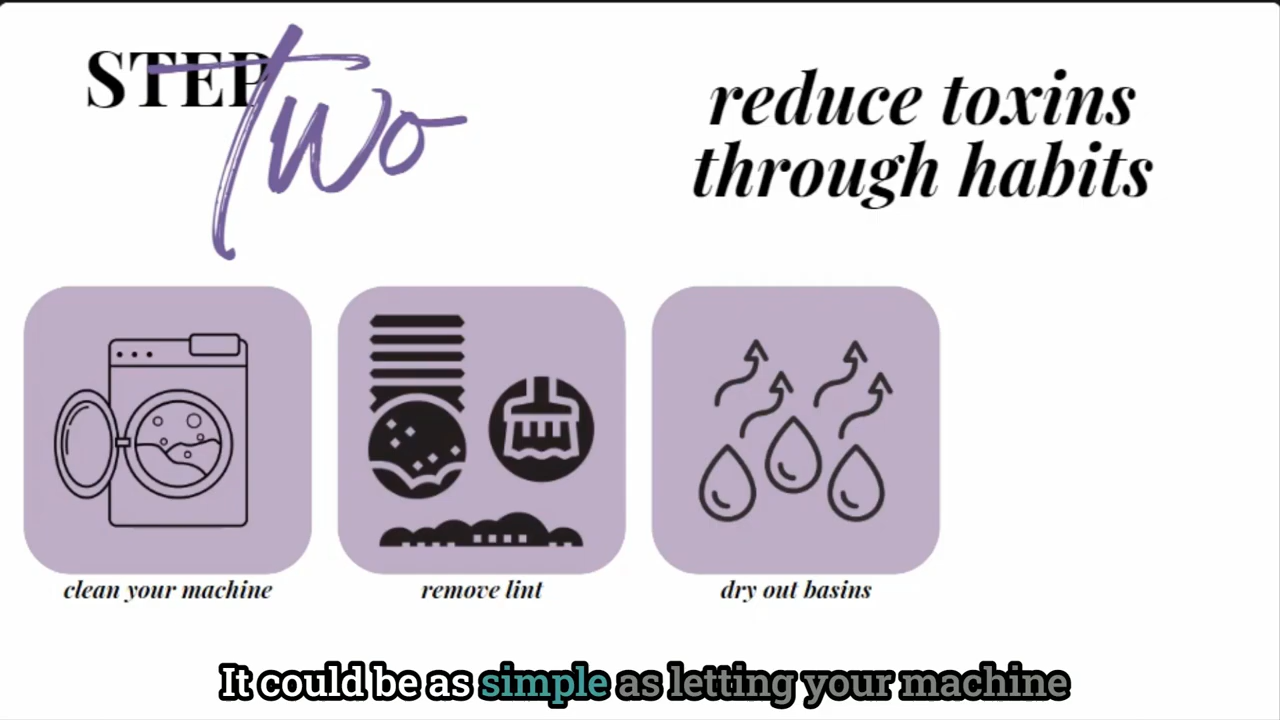 STEP two
reduce toxins
through habits
clean your machine
remove lint
dry out basins
It could be as simple as letting your machine